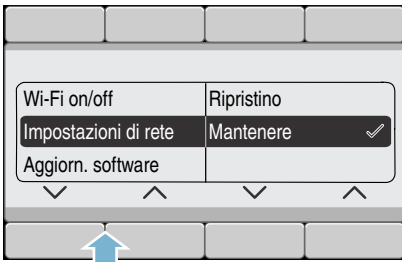 Wi-Fi on/off Ripristino
Impostazioni di rete Mantenere
Aggiorn. software